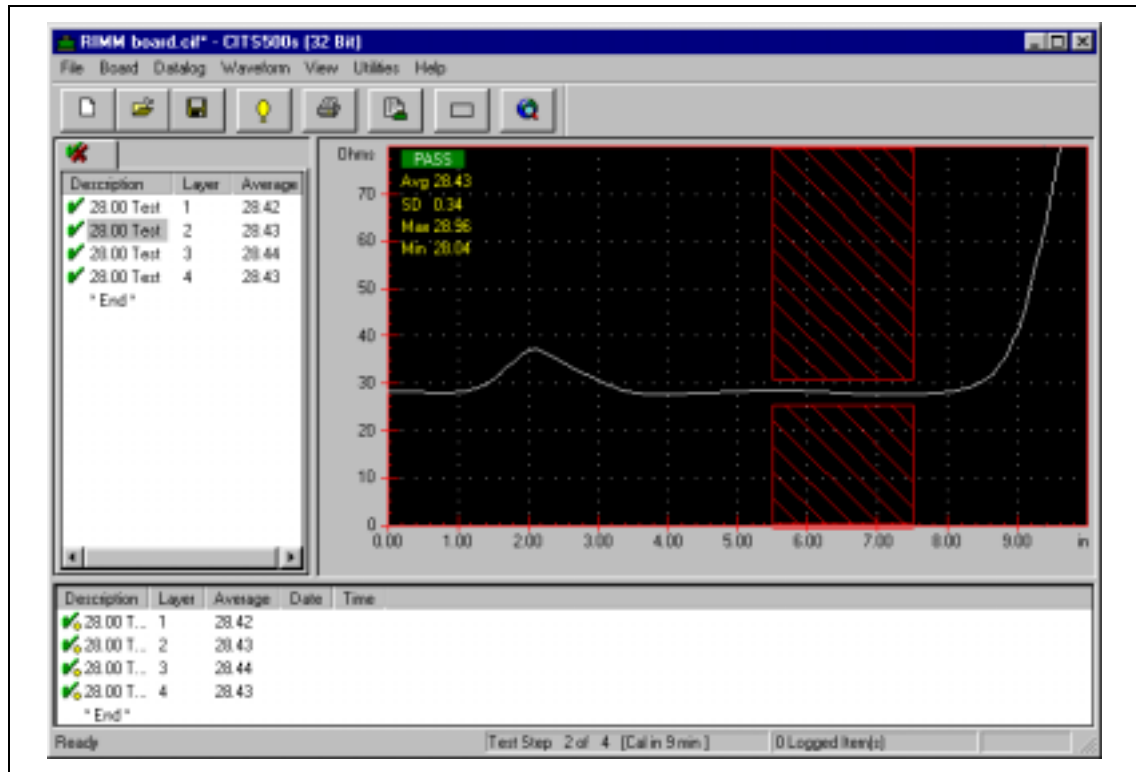 RIMM board.cif* - CITS500s (32 Bit)
File Board Datalog Waveform View Utilities Help
Description Layer Average
28.00 Test 1 28.42
28.00 Test 2 28.43
28.00 Test 3 28.44
28.00 Test 4 28.43
* End *
Ohms
PASS
Avg 28.43
SD 0.34
Max 28.96
Min 28.04
70
60
50
40
30
20
10
0
0.00 1.00 2.00 3.00 4.00 5.00 6.00 7.00 8.00 9.00 in
Description Layer Average Date Time
28.00 T... 1 28.42
28.00 T... 2 28.43
28.00 T... 3 28.44
28.00 T... 4 28.43
* End *
Ready Test Step 2 of 4 [Cal in 9 min] 0 Logged Item(s)